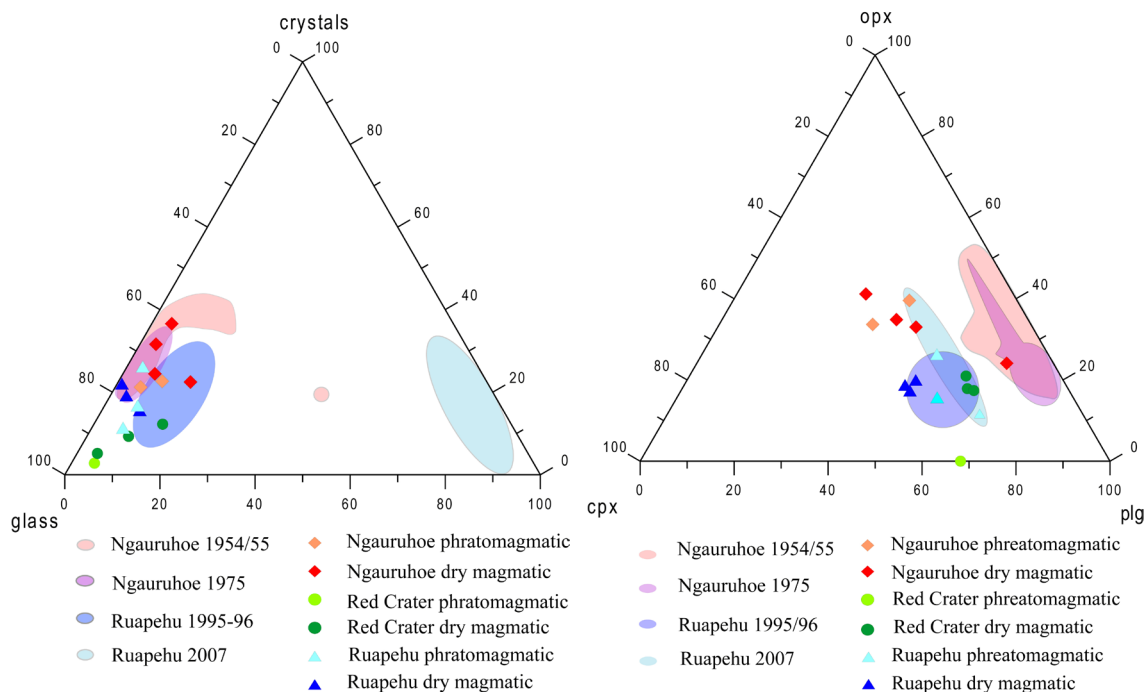 crystals
0 100
20 80
40 60
60 40
80 20
100 0
0 20 40 60 80 100
glass
Ngauruhoe 1954/55
Ngauruhoe 1975
Ruapehu 1995-96
Ruapehu 2007
Ngauruhoe phratomagmatic
Ngauruhoe dry magmatic
Red Crater phratomagmatic
Red Crater dry magmatic
Ruapehu phratomagmatic
Ruapehu dry magmatic
opx
0 100
20 80
40 60
60 40
80 20
100 0
0 20 40 60 80 100
cpx plg
Ngauruhoe 1954/55
Ngauruhoe 1975
Ruapehu 1995/96
Ruapehu 2007
Ngauruhoe phreatomagmatic
Ngauruhoe dry magmatic
Red Crater phreatomagmatic
Red Crater dry magmatic
Ruapehu phreatomagmatic
Ruapehu dry magmatic